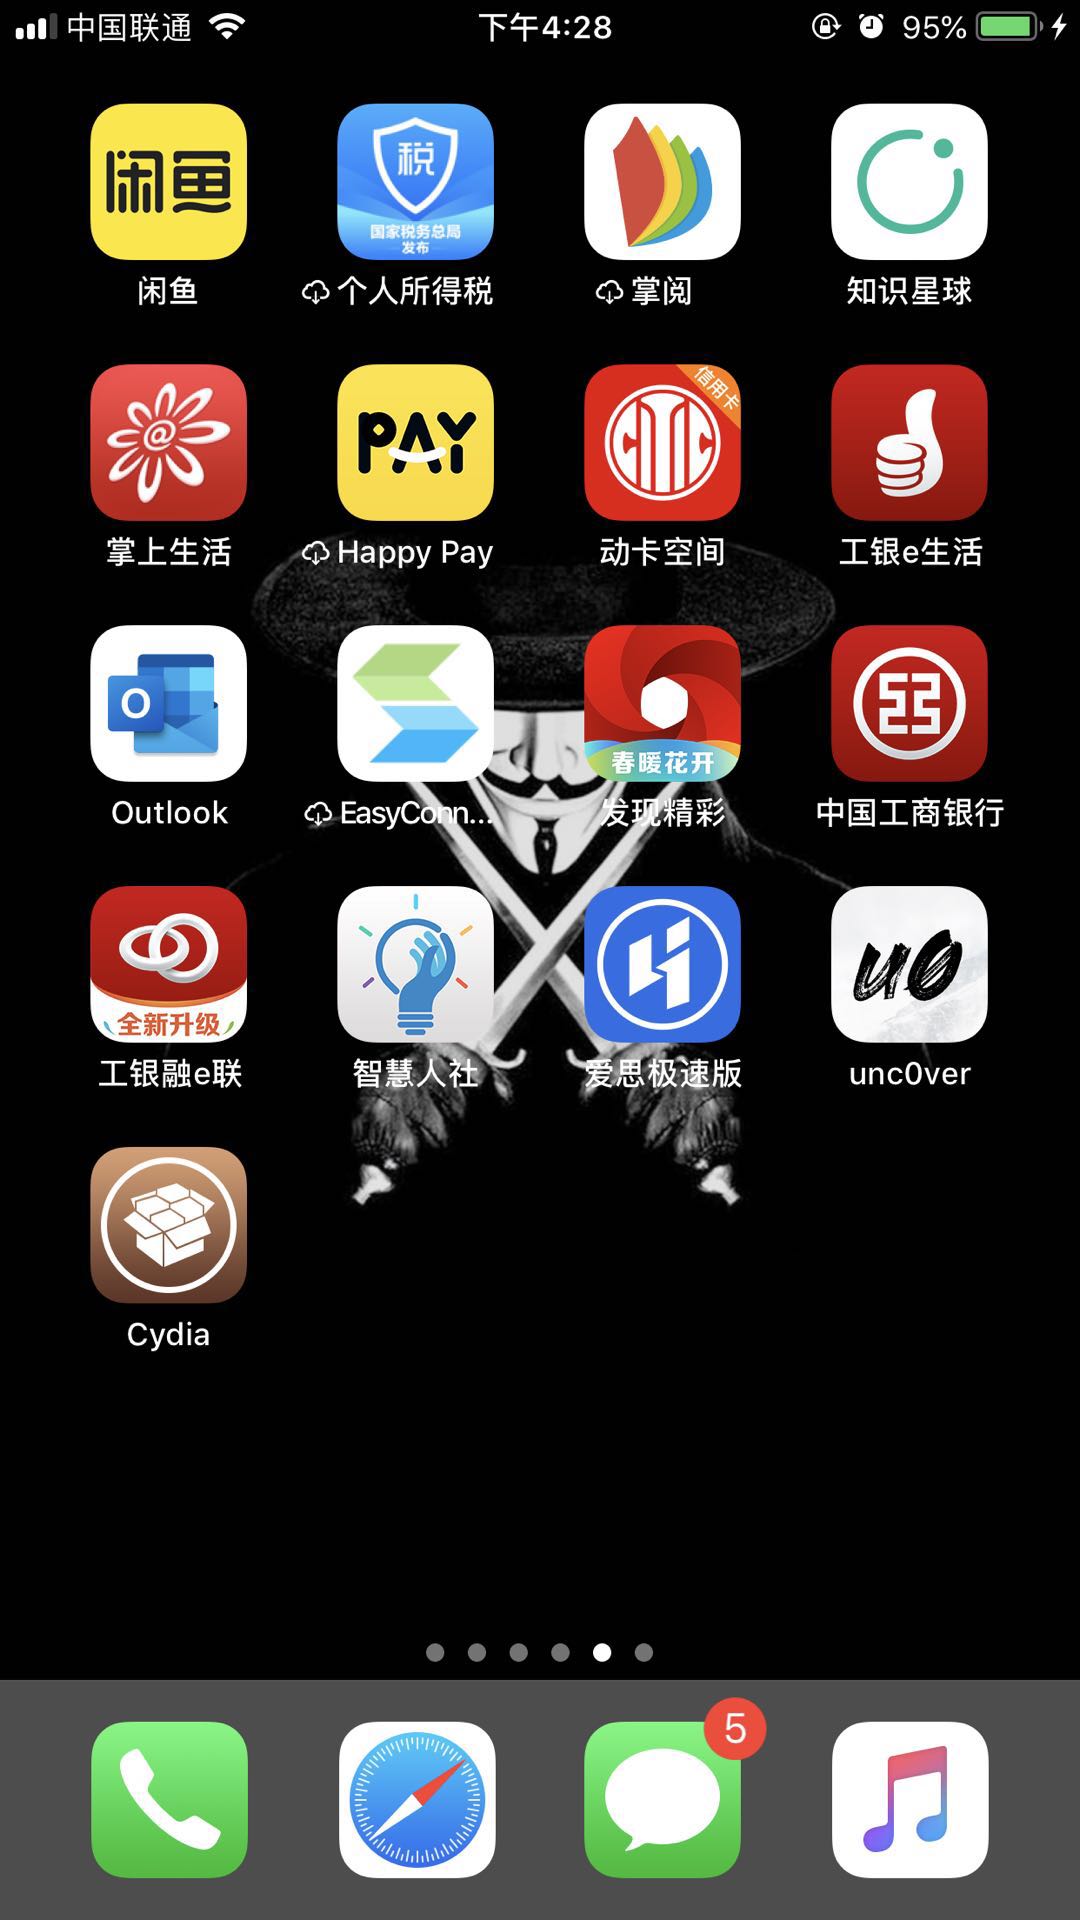 中国联通
下午4:28
95%
闲鱼
税
国家税务总局
发布
闲鱼
个人所得税
掌阅
知识星球
@
PAY
信用卡
掌上生活
Happy Pay
动卡空间
工银e生活
O
春暖花开
Outlook
EasyConn...
发现精彩
中国工商银行
全新升级
u0
工银融e联
智慧人社
爱思极速版
unc0ver
Cydia
5